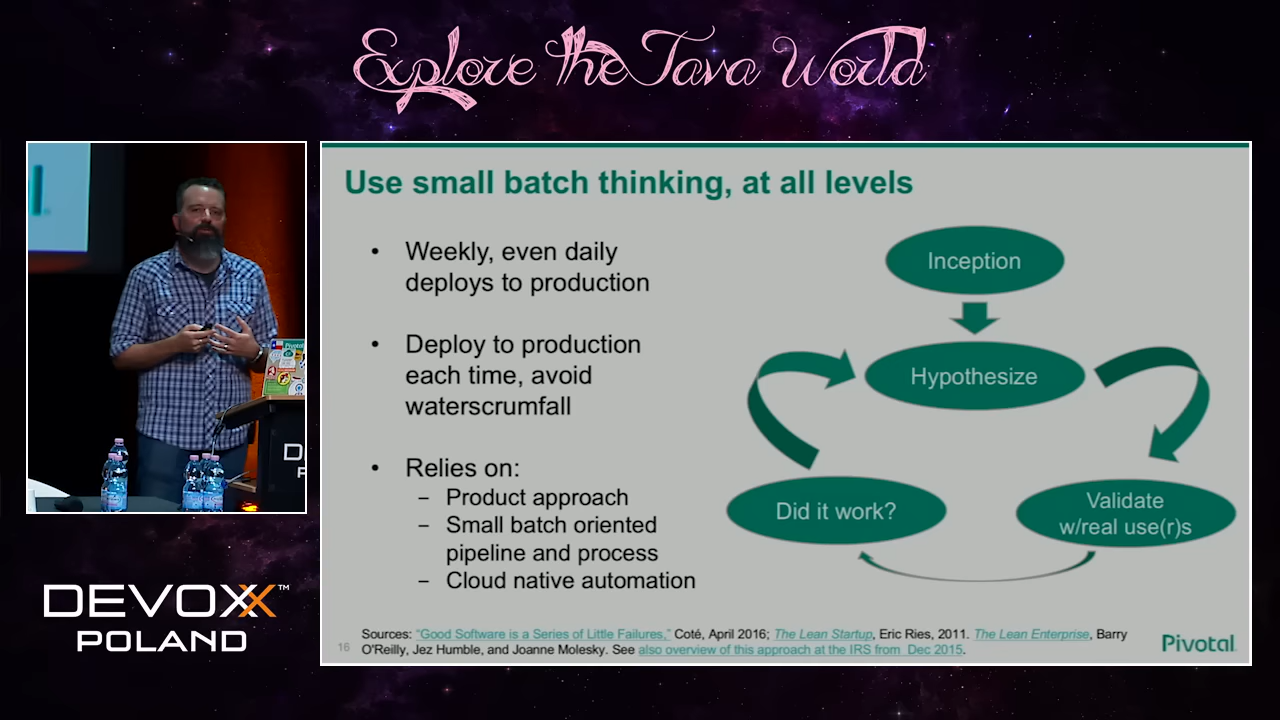 Explore the Java World
Use small batch thinking, at all levels
• Weekly, even daily
deploys to production
• Deploy to production
each time, avoid
waterscrumfall
• Relies on:
– Product approach
– Small batch oriented
pipeline and process
– Cloud native automation
Inception
Hypothesize
Did it work?
Validate
w/real use(r)s
Sources: "Good Software is a Series of Little Failures," Coté, April 2016; The Lean Startup, Eric Ries, 2011. The Lean Enterprise, Barry
O'Reilly, Jez Humble, and Joanne Molesky. See also overview of this approach at the IRS from Dec 2015.
16
Pivotal
Pivotal
DEVOXX™
POLAND